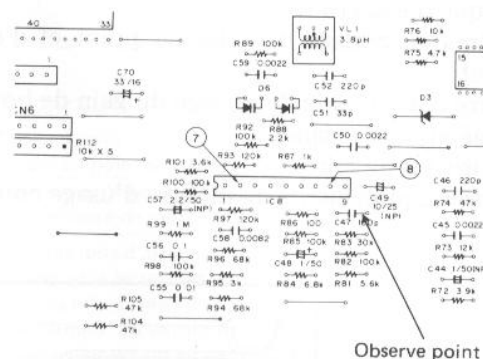 40 33
VL1
3.8µH
R76 10k
R75 4.7k
R89 100k
C59 0.0022
15
16
1
C70
33/16
+
D6
C52 220p
D3
C51 33p
CN6 1
R92
100k
R88
2.2k
R112
10k X 5
7
C50 0.0022
R101 3.6k
R93 120k
R87 1k
8
R100 100k
C57 2.2/50
(NP)
1 IC8 9
C49
10/25
(NP)
C46 220p
R74 47k
R99 1M
R97 120k
R86 100
C47 180p
C58 0.0082
R85 100k
R83 30k
C45 0.0022
C56 0.1
R96 68k
C48 1/50
+
R82 100k
R73 12k
R98 100k
R95 3k
R84 6.8k
R81 5.6k
C44 1/50NP
C55 0.01
R94 68k
R72 3.9k
R105
47k
R104
47k
Observe point